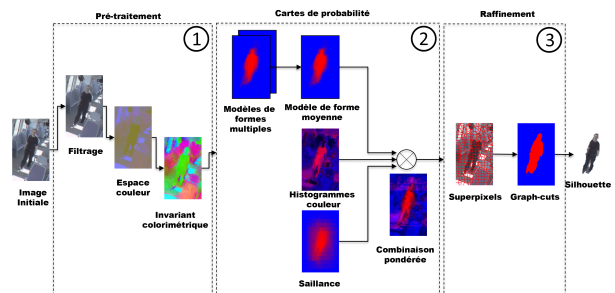 Pré-traitement
Cartes de probabilité
Raffinement
1
2
3
Modèles de
formes
multiples
Modèle de forme
moyenne
Filtrage
Image
Initiale
Espace
couleur
Invariant
colorimétrique
Histogrammes
couleur
Combinaison
pondérée
Saillance
Superpixels
Graph-cuts
Silhouette